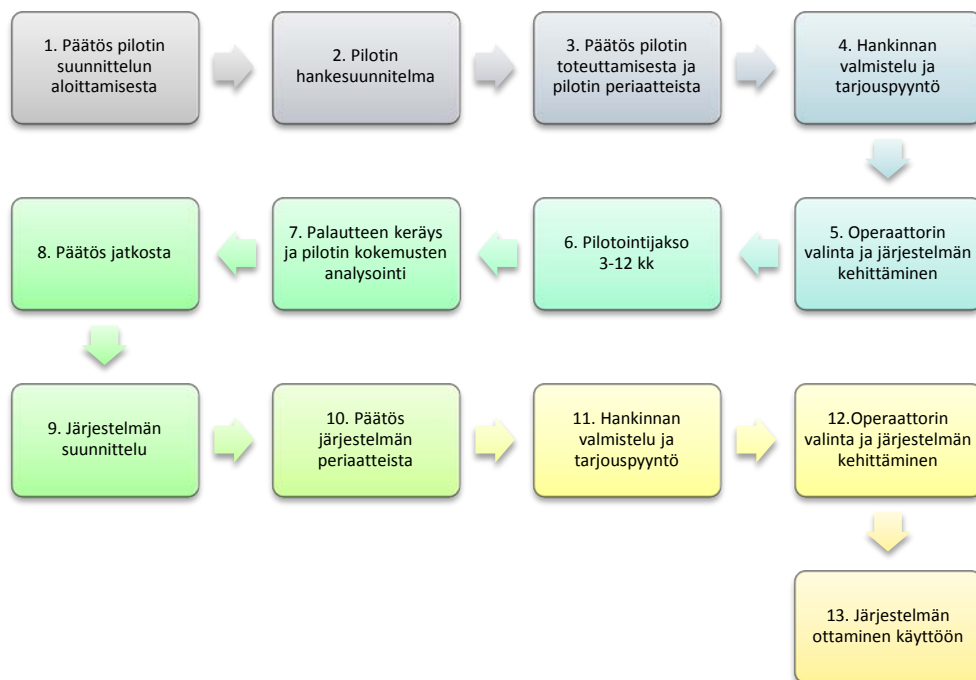 1. Päätös pilotin
suunnittelun
aloittamisesta
2. Pilotin
hankesuunnitelma
3. Päätös pilotin
toteuttamisesta ja
pilotin periaatteista
4. Hankinnan
valmistelu ja
tarjouspyyntö
5. Operaattorin
valinta ja järjestelmän
kehittäminen
6. Pilotointijakso
3-12 kk
7. Palautteen keräys
ja pilotin kokemusten
analysointi
8. Päätös jatkosta
9. Järjestelmän
suunnittelu
10. Päätös
järjestelmän
periaatteista
11. Hankinnan
valmistelu ja
tarjouspyyntö
12.Operaattorin
valinta ja järjestelmän
kehittäminen
13. Järjestelmän
ottaminen käyttöön